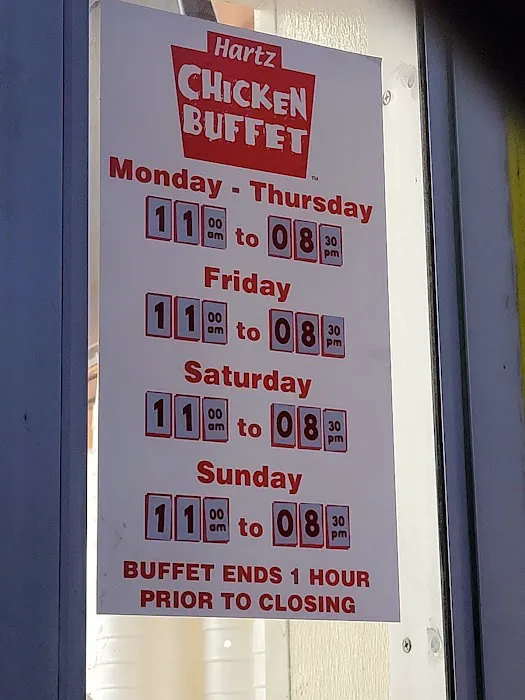 Hartz
CHICKEN
BUFFET
™
Monday - Thursday
11 00 am to 08 30 pm
Friday
11 00 am to 08 30 pm
Saturday
11 00 am to 08 30 pm
Sunday
11 00 am to 08 30 pm
BUFFET ENDS 1 HOUR
PRIOR TO CLOSING